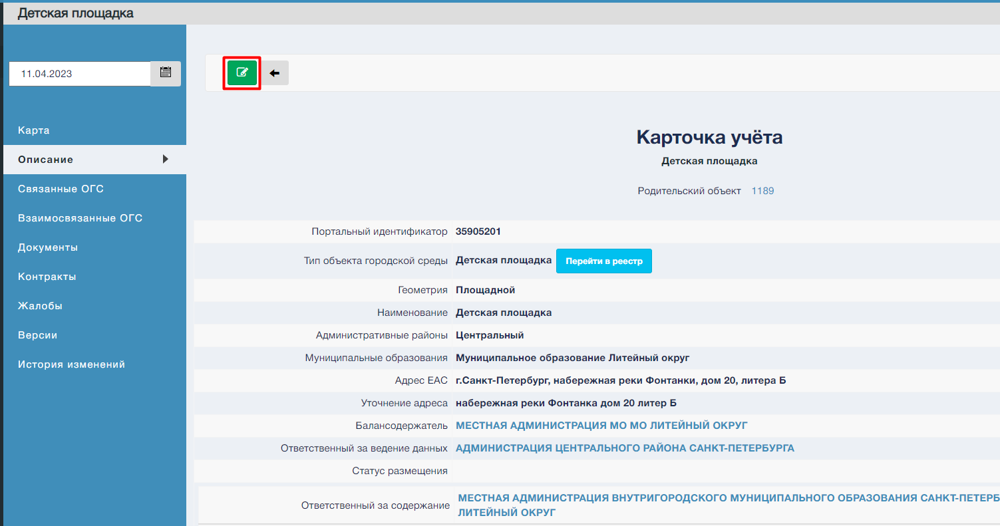 Детская площадка
11.04.2023
Карта
Описание
Связанные ОГС
Взаимосвязанные ОГС
Документы
Контракты
Жалобы
Версии
История изменений
Карточка учёта
Детская площадка
Родительский объект 1189
Портальный идентификатор 35905201
Тип объекта городской среды Детская площадка Перейти в реестр
Геометрия Площадной
Наименование Детская площадка
Административные районы Центральный
Муниципальные образования Муниципальное образование Литейный округ
Адрес ЕАС г.Санкт-Петербург, набережная реки Фонтанки, дом 20, литера Б
Уточнение адреса набережная реки Фонтанка дом 20 литер Б
Балансодержатель МЕСТНАЯ АДМИНИСТРАЦИЯ МО МО ЛИТЕЙНЫЙ ОКРУГ
Ответственный за ведение данных АДМИНИСТРАЦИЯ ЦЕНТРАЛЬНОГО РАЙОНА САНКТ-ПЕТЕРБУРГА
Статус размещения
Ответственный за содержание МЕСТНАЯ АДМИНИСТРАЦИЯ ВНУТРИГОРОДСКОГО МУНИЦИПАЛЬНОГО ОБРАЗОВАНИЯ САНКТ-ПЕТЕРБ
ЛИТЕЙНЫЙ ОКРУГ